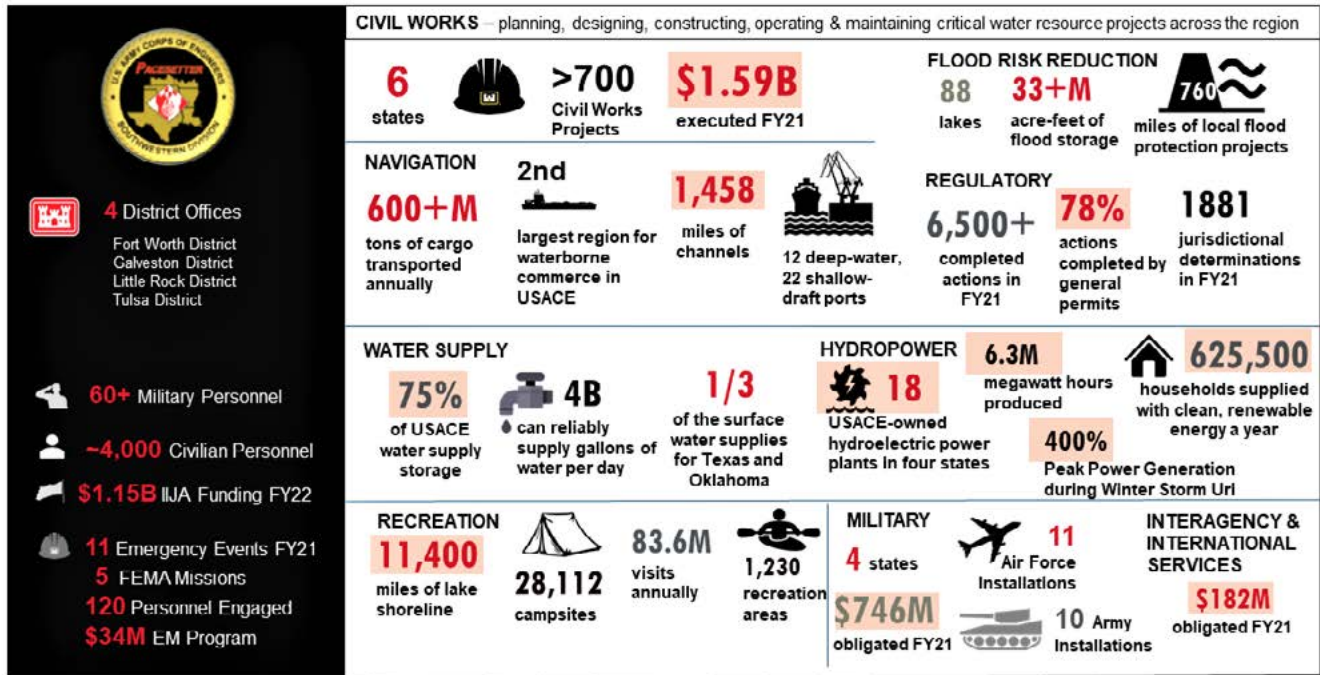 U.S. ARMY CORPS OF ENGINEERS
PACESETTER
SOUTHWESTERN DIVISION
4 District Offices
Fort Worth District
Galveston District
Little Rock District
Tulsa District
60+ Military Personnel
~4,000 Civilian Personnel
$1.15B IIJA Funding FY22
11 Emergency Events FY21
5 FEMA Missions
120 Personnel Engaged
$34M EM Program
CIVIL WORKS – planning, designing, constructing, operating & maintaining critical water resource projects across the region
6
states
>700
Civil Works
Projects
$1.59B
executed FY21
FLOOD RISK REDUCTION
88
lakes
33+M
acre-feet of
flood storage
760
miles of local flood
protection projects
NAVIGATION
600+M
tons of cargo
transported
annually
2nd
largest region for
waterborne
commerce in
USACE
1,458
miles of
channels
12 deep-water,
22 shallow-
draft ports
REGULATORY
6,500+
completed
actions in
FY21
78%
actions
completed by
general
permits
1881
jurisdictional
determinations
in FY21
WATER SUPPLY
75%
of USACE
water supply
storage
4B
can reliably
supply gallons of
water per day
1/3
of the surface
water supplies
for Texas and
Oklahoma
HYDROPOWER
18
USACE-owned
hydroelectric power
plants in four states
6.3M
megawatt hours
produced
625,500
households supplied
with clean, renewable
energy a year
400%
Peak Power Generation
during Winter Storm Uri
RECREATION
11,400
miles of lake
shoreline
28,112
campsites
83.6M
visits
annually
1,230
recreation
areas
MILITARY
4 states
$746M
obligated FY21
11
Air Force
Installations
10 Army
Installations
INTERAGENCY &
INTERNATIONAL
SERVICES
$182M
obligated FY21